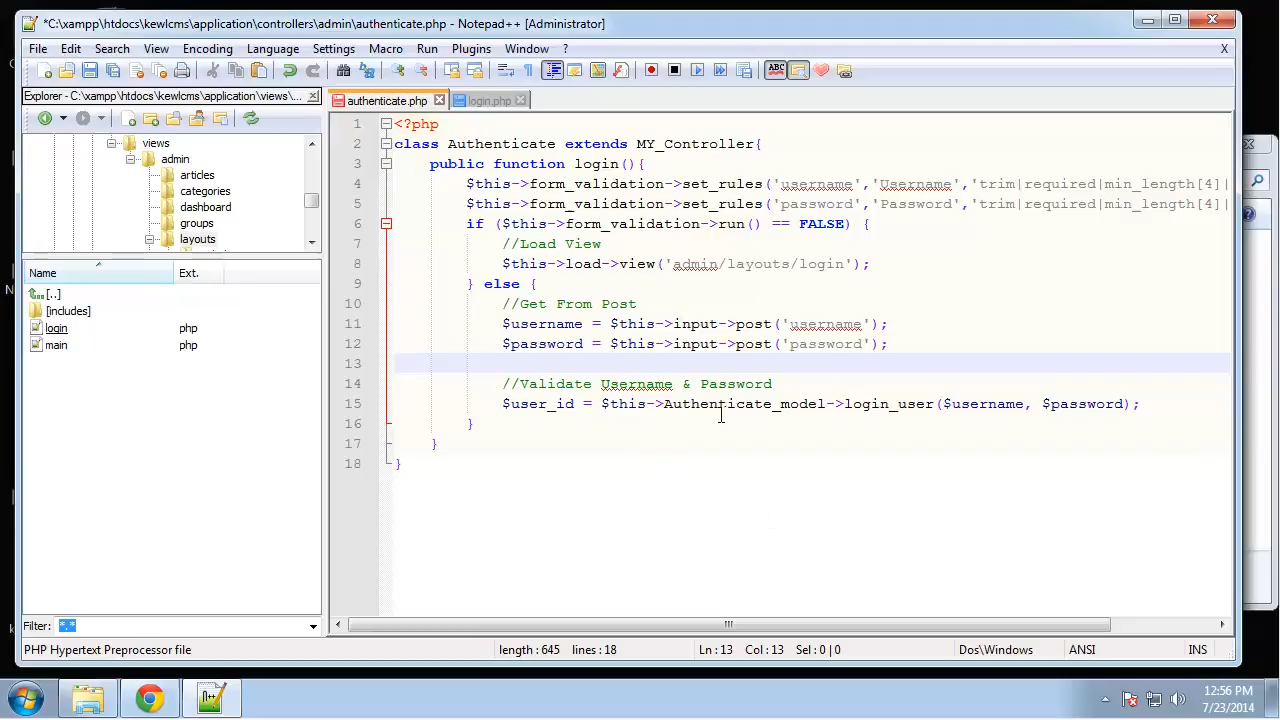 *C:\xampp\htdocs\kewlcms\application\controllers\admin\authenticate.php - Notepad++ [Administrator]
File Edit Search View Encoding Language Settings Macro Run Plugins Window ? X
Explorer - C:\xampp\htdocs\kewlcms\application\views\...
authenticate.php login.php
views
admin
articles
categories
dashboard
groups
layouts
Name Ext.
[..]
[includes]
login php
main php
Filter: *.*
1 <?php
2 class Authenticate extends MY_Controller{
3 public function login(){
4 $this->form_validation->set_rules('username','Username','trim|required|min_length[4]|
5 $this->form_validation->set_rules('password','Password','trim|required|min_length[4]|
6 if ($this->form_validation->run() == FALSE) {
7 //Load View
8 $this->load->view('admin/layouts/login');
9 } else {
10 //Get From Post
11 $username = $this->input->post('username');
12 $password = $this->input->post('password');
13
14 //Validate Username & Password
15 $user_id = $this->Authenticate_model->login_user($username, $password);
16 }
17 }
18 }
PHP Hypertext Preprocessor file length : 645 lines : 18 Ln : 13 Col : 13 Sel : 0 | 0 Dos\Windows ANSI INS
12:56 PM
7/23/2014